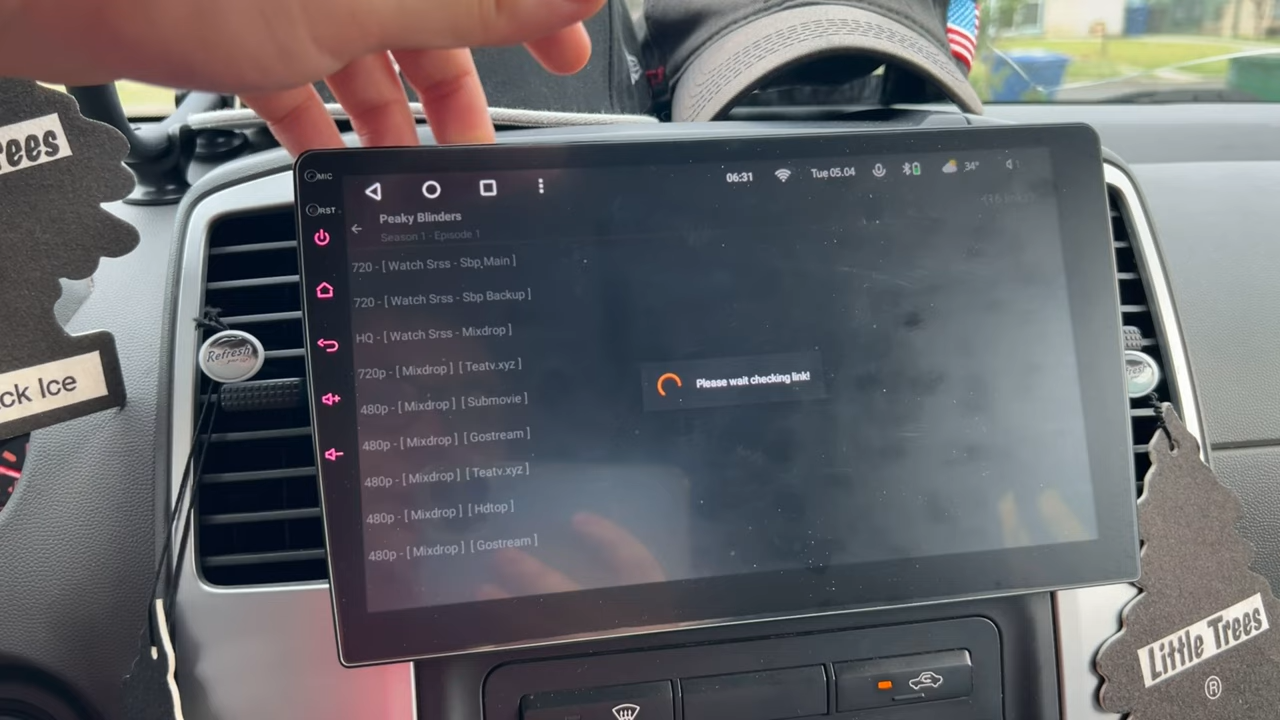 rees
ck Ice
Refresh
MIC
RST
06:31
Tue 05.04
34°
Peaky Blinders
Season 1 - Episode 1
720 - [ Watch Srss - Sbp Main ]
720 - [ Watch Srss - Sbp Backup ]
HQ - [ Watch Srss - Mixdrop ]
720p - [ Mixdrop ] [ Teatv.xyz ]
480p - [ Mixdrop ] [ Submovie ]
480p - [ Mixdrop ] [ Gostream ]
480p - [ Mixdrop ] [ Teatv.xyz ]
480p - [ Mixdrop ] [ Hdtop ]
480p - [ Mixdrop ] [ Gostream ]
Please wait checking link!
Little Trees
®